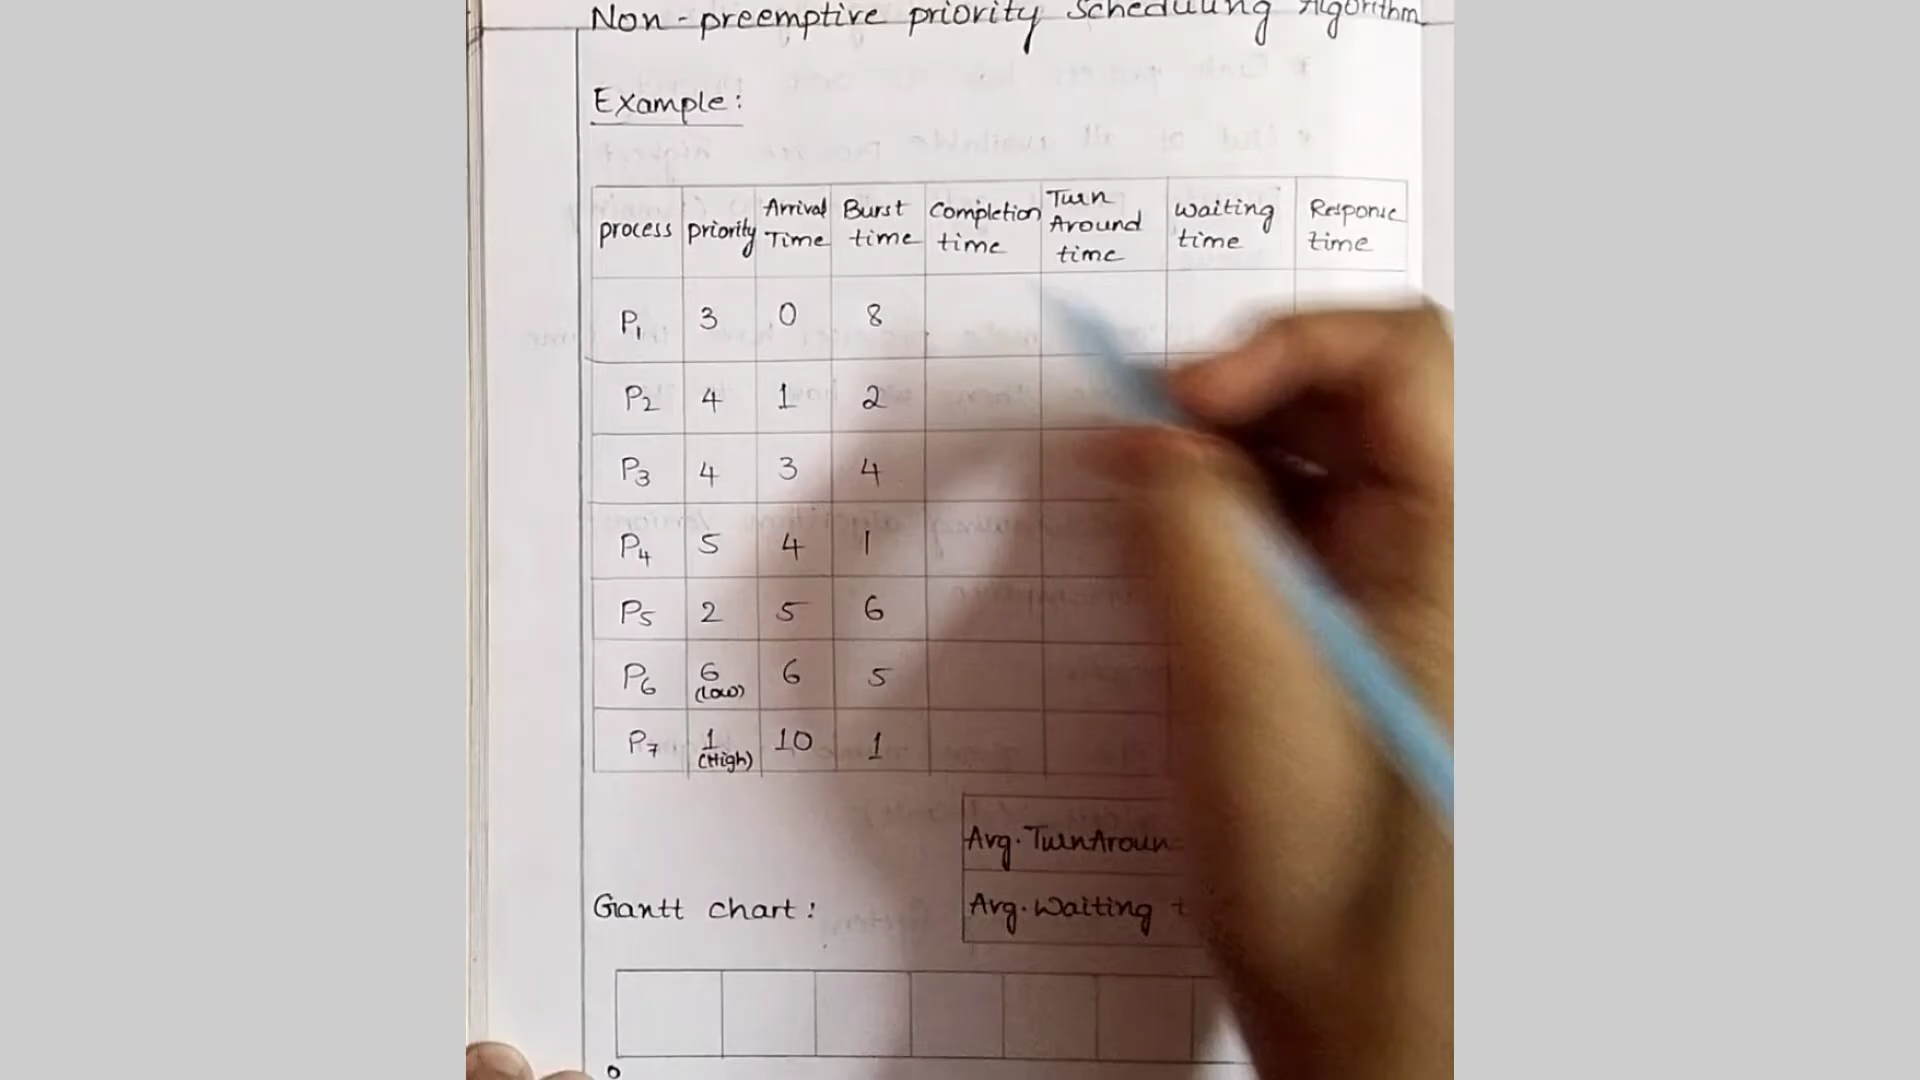 Non-preemptive priority Scheduling Algorithm
Example:
process priority Arrival Time Burst time Completion time Turn Around time Waiting time Response time
P1 3 0 8
P2 4 1 2
P3 4 3 4
P4 5 4 1
P5 2 5 6
P6 6 (Low) 6 5
P7 1 (High) 10 1
Avg. TurnAroun
Gantt chart:
Avg. Waiting t
0